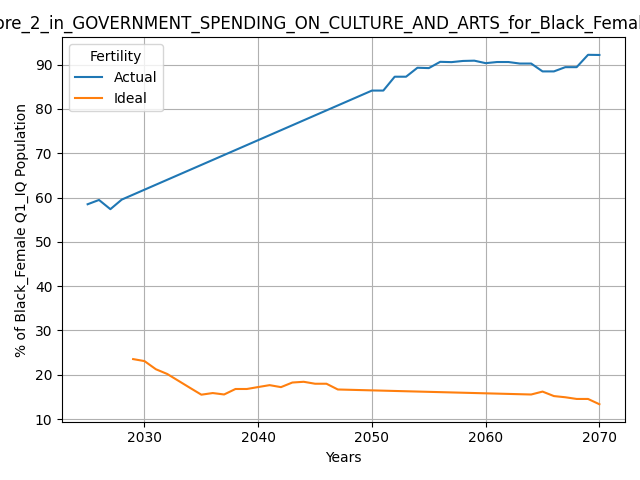 ore_2_in_GOVERNMENT_SPENDING_ON_CULTURE_AND_ARTS_for_Black_Femal
Fertility
Actual
Ideal
% of Black_Female Q1_IQ Population
90
80
70
60
50
40
30
20
10
2030 2040 2050 2060 2070
Years